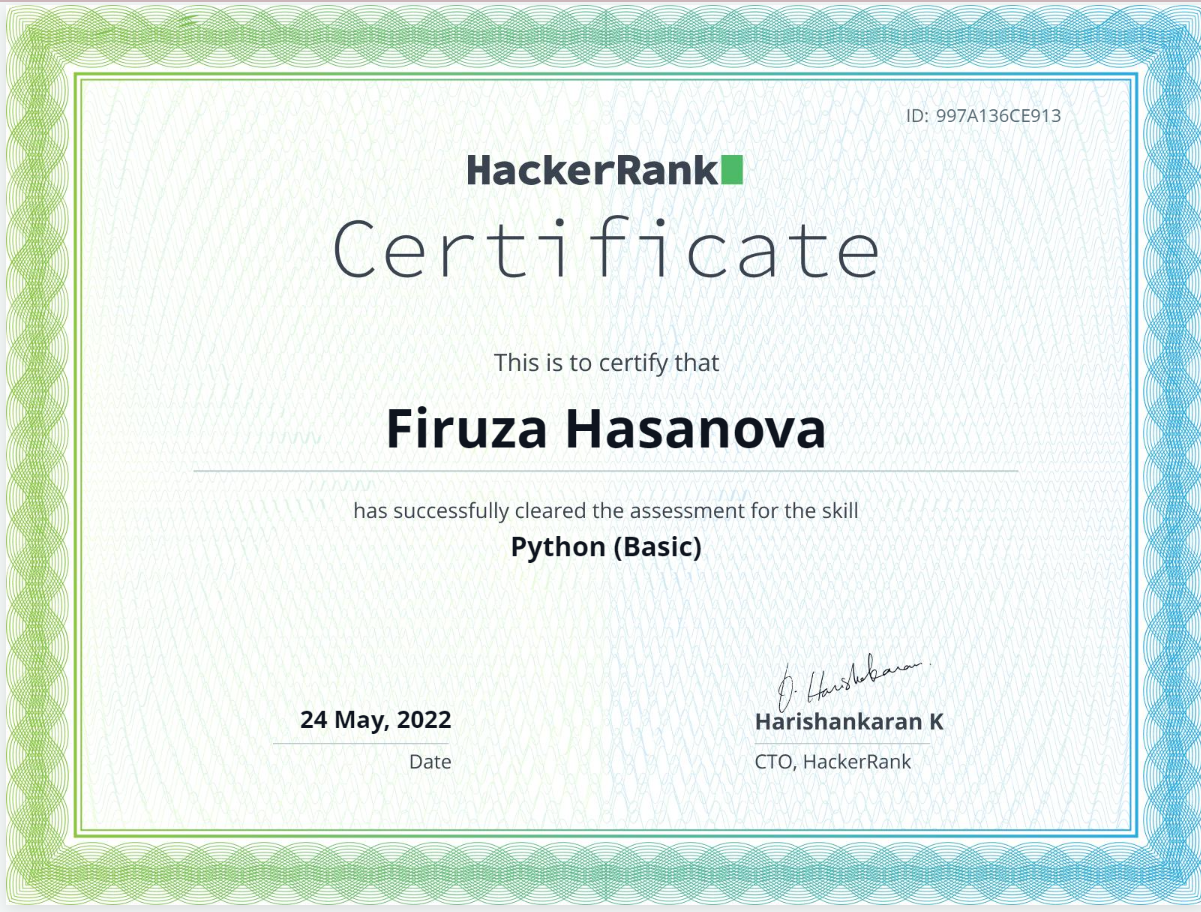 ID: 997A136CE913
HackerRank
Certificate
This is to certify that
Firuza Hasanova
has successfully cleared the assessment for the skill
Python (Basic)
24 May, 2022
Date
J. Harishankaran
Harishankaran K
CTO, HackerRank